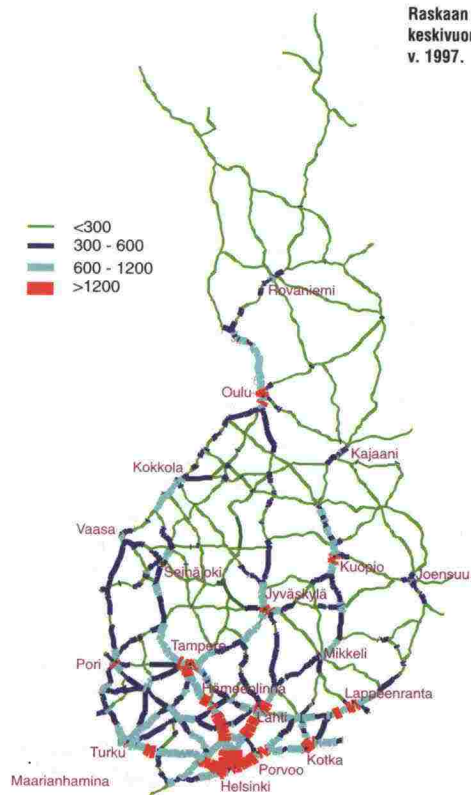 Raskaan
keskivuor
v. 1997.
<300
300 - 600
600 - 1200
>1200
Rovaniemi
Oulu
Kajaani
Kokkola
Vaasa
Seinäjoki
Kuopio
Joensuu
Jyväskylä
Tampere
Mikkeli
Pori
Hämeenlinna
Lappeenranta
Lahti
Turku
Kotka
Porvoo
Maarianhamina
Helsinki